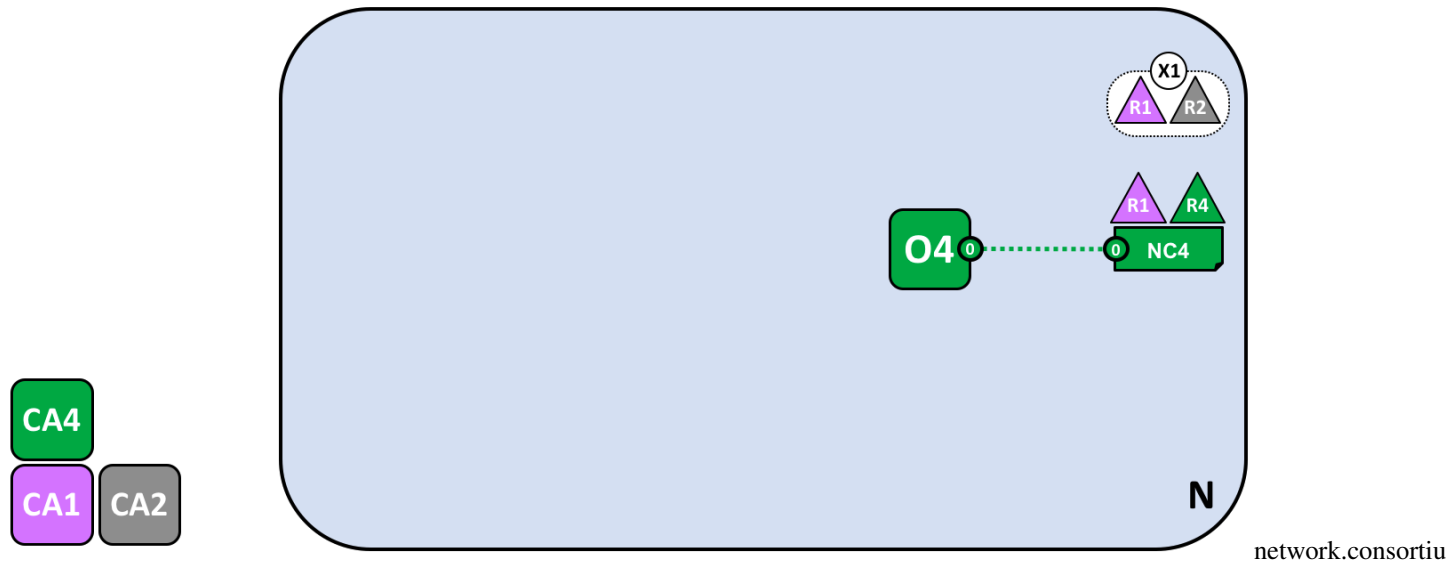 X1
R1 R2
R1 R4
O4 0 0 NC4
CA4
CA1 CA2
N
network.consortiu